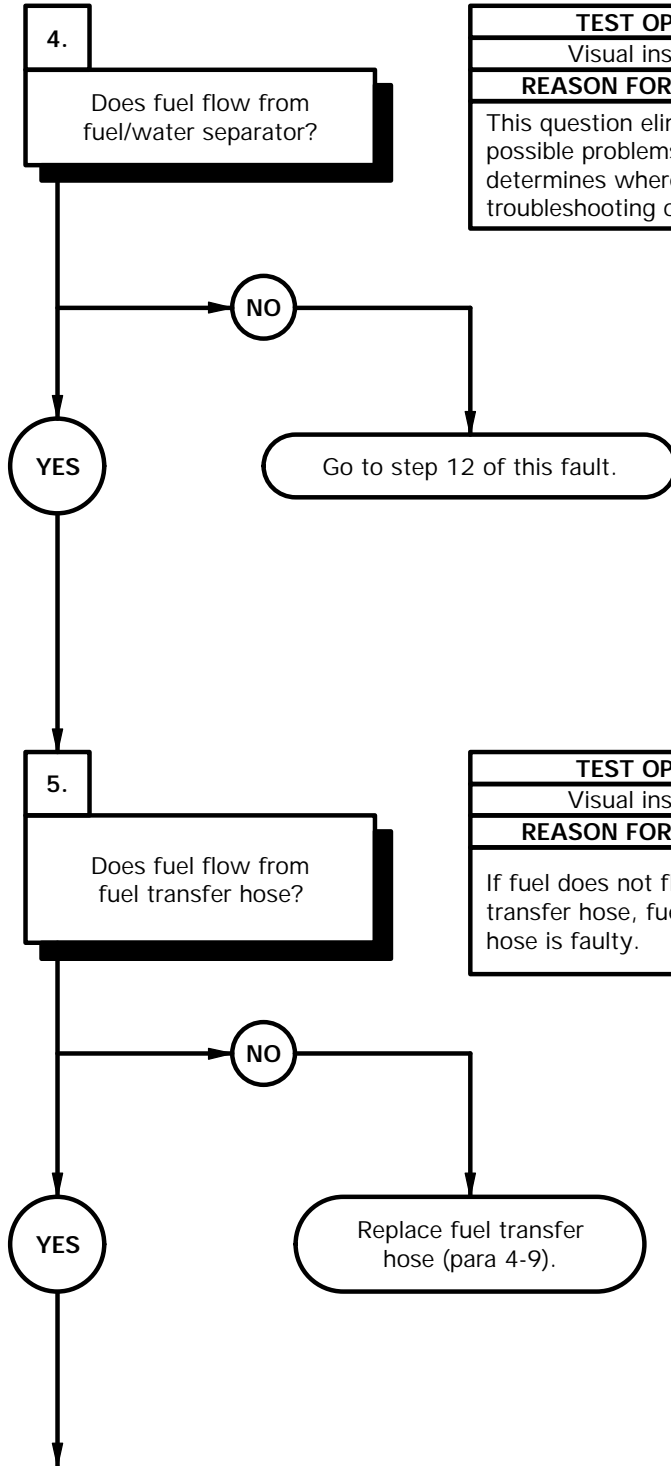 4.
Does fuel flow from
fuel/water separator?
TEST OP
Visual ins
REASON FOR
This question elin
possible problems
determines where
troubleshooting c
NO
YES
Go to step 12 of this fault.
5.
Does fuel flow from
fuel transfer hose?
TEST OP
Visual ins
REASON FOR
If fuel does not f
transfer hose, fue
hose is faulty.
NO
YES
Replace fuel transfer
hose (para 4-9).